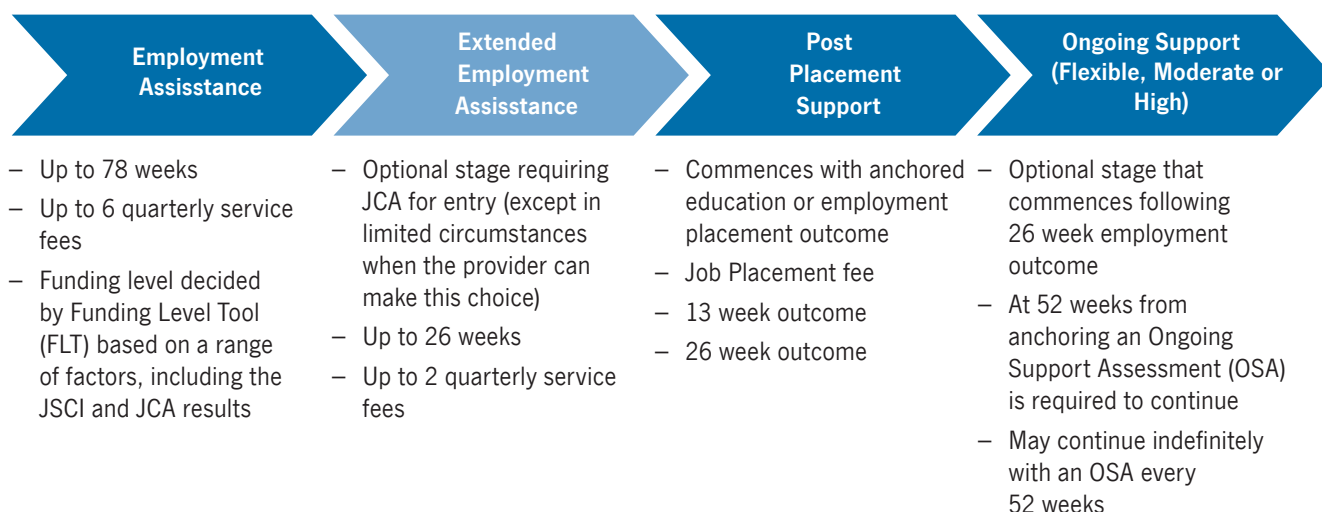 Employment
Assisstance
Extended
Employment
Assisstance
Post
Placement
Support
Ongoing Support
(Flexible, Moderate or
High)
– Up to 78 weeks
– Up to 6 quarterly service
fees
– Funding level decided
by Funding Level Tool
(FLT) based on a range
of factors, including the
JSCI and JCA results
– Optional stage requiring
JCA for entry (except in
limited circumstances
when the provider can
make this choice)
– Up to 26 weeks
– Up to 2 quarterly service
fees
– Commences with anchored
education or employment
placement outcome
– Job Placement fee
– 13 week outcome
– 26 week outcome
– Optional stage that
commences following
26 week employment
outcome
– At 52 weeks from
anchoring an Ongoing
Support Assessment (OSA)
is required to continue
– May continue indefinitely
with an OSA every
52 weeks